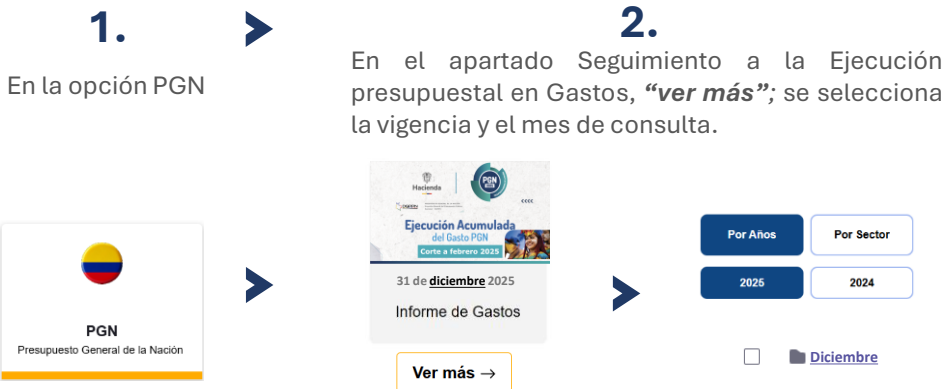 1.
En la opción PGN
2.
En el apartado Seguimiento a la Ejecución
presupuestal en Gastos, “ver más”; se selecciona
la vigencia y el mes de consulta.
PGN
Presupuesto General de la Nación
Hacienda
PGN
Ejecución Acumulada
del Gasto PGN
Corte a febrero 2025
31 de diciembre 2025
Informe de Gastos
Ver más →
Por Años
Por Sector
2025
2024
Diciembre